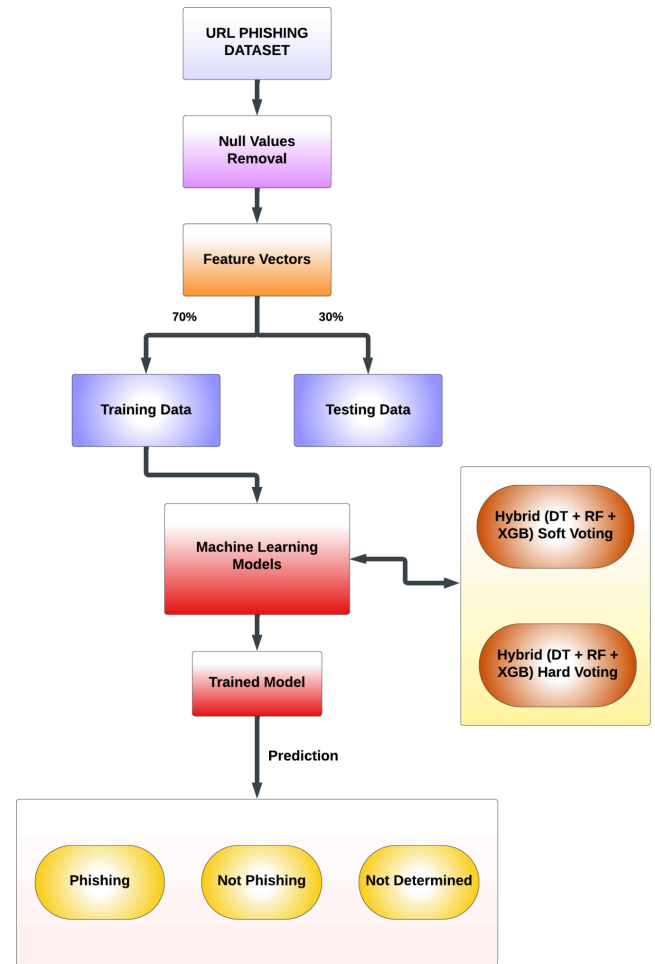 URL PHISHING
DATASET
Null Values
Removal
Feature Vectors
70%
30%
Training Data
Testing Data
Machine Learning
Models
Hybrid (DT + RF +
XGB) Soft Voting
Hybrid (DT + RF +
XGB) Hard Voting
Trained Model
Prediction
Phishing
Not Phishing
Not Determined